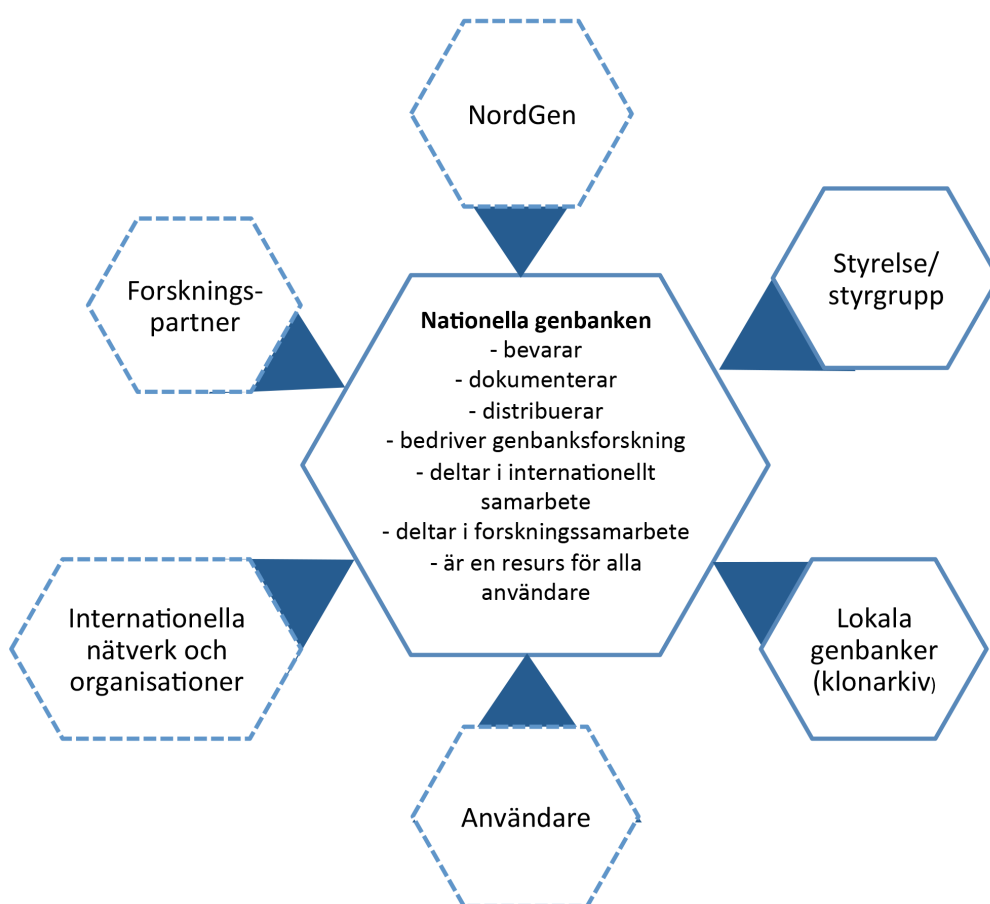 NordGen
Styrelse/
styrgrupp
Forsknings-
partner
Nationella genbanken
- bevarar
- dokumenterar
- distribuerar
- bedriver genbanksforskning
- deltar i internationellt
samarbete
- deltar i forskningssamarbete
- är en resurs för alla
användare
Internationella
nätverk och
organisationer
Lokala
genbanker
(klonarkiv)
Användare